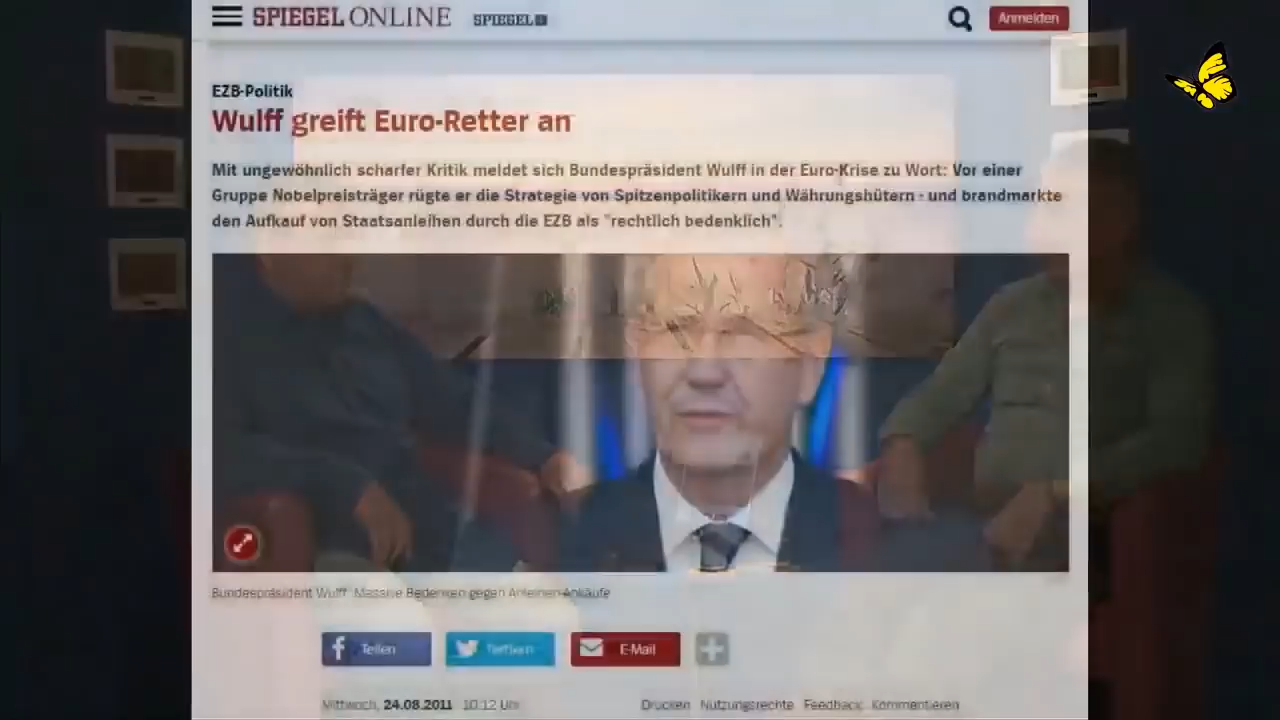 SPIEGEL ONLINE SPIEGEL+ Anmelden
EZB-Politik
Wulff greift Euro-Retter an
Mit ungewöhnlich scharfer Kritik meldet sich Bundespräsident Wulff in der Euro-Krise zu Wort: Vor einer
Gruppe Nobelpreisträger rügte er die Strategie von Spitzenpolitikern und Währungshütern - und brandmarkte
den Aufkauf von Staatsanleihen durch die EZB als "rechtlich bedenklich".
Bundespräsident Wulff: Massive Bedenken gegen Anleihen-Ankäufe
Teilen Twittern E-Mail
Mittwoch, 24.08.2011 10:12 Uhr Drucken Nutzungsrechte Feedback Kommentieren